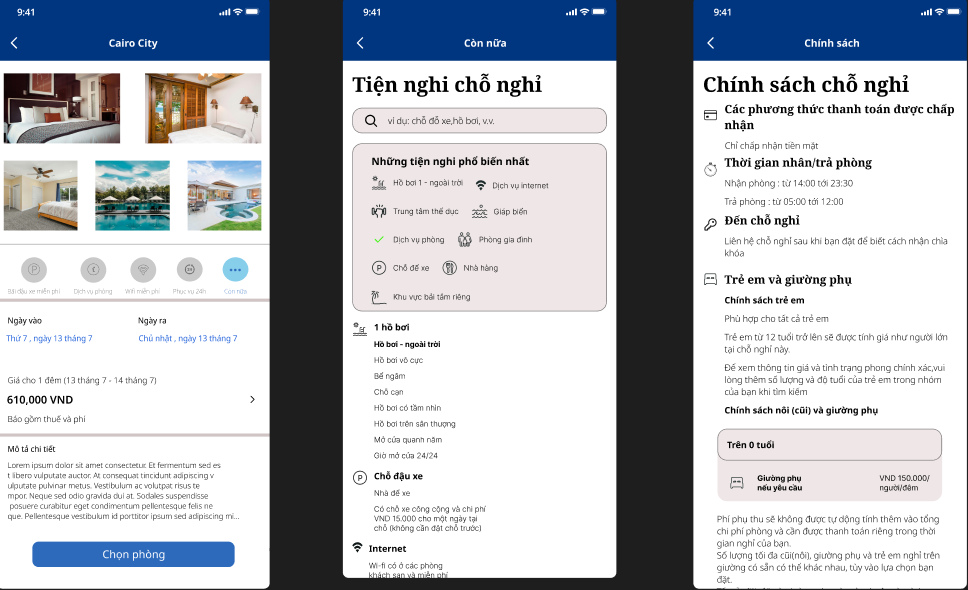 9:41
Cairo City
Bãi đậu xe miễn phí
Dịch vụ phòng
Wifi miễn phí
Phục vụ 24h
Còn nữa
Ngày vào
Ngày ra
Thứ 7 , ngày 13 tháng 7
Chủ nhật , ngày 13 tháng 7
Giá cho 1 đêm (13 tháng 7 - 14 tháng 7)
610,000 VND
Bảo gồm thuế và phí
Mô tả chi tiết
Lorem ipsum dolor sit amet consectetur. Et fermentum sed es
t libero vulputate auctor. At consequat tincidunt adipiscing v
ulputate pulvinar metus. Vestibulum ac volutpat risus te
mpor. Neque sed odio gravida dui at. Sodales suspendisse
posuere curabitur eget condimentum pellentesque felis ne
que. Pellentesque vestibulum id porttitor ipsum sed adipiscing mi...
Chọn phòng
9:41
Còn nữa
Tiện nghi chỗ nghỉ
ví dụ: chỗ đỗ xe,hồ bơi, v.v.
Những tiện nghi phổ biến nhất
Hồ bơi 1 - ngoài trời
Dịch vụ internet
Trung tâm thể dục
Giáp biển
Dịch vụ phòng
Phòng gia đình
P
Chỗ để xe
Nhà hàng
Khu vực bãi tắm riêng
1 hồ bơi
Hồ bơi - ngoài trời
Hồ bơi vô cực
Bể ngâm
Chỗ cạn
Hồ bơi có tầm nhìn
Hồ bơi trên sân thượng
Mở cửa quanh năm
Giờ mở cửa 24/24
P
Chỗ đậu xe
Nhà để xe
Có chỗ xe công cộng và chi phí
VND 15.000 cho một ngày tại
chỗ (không cần đặt chỗ trước)
Internet
Wi-fi có ở các phòng
khách sạn và miễn phí
9:41
Chính sách
Chính sách chỗ nghỉ
Các phương thức thanh toán được chấp
nhận
Chỉ chấp nhận tiền mặt
Thời gian nhân/trả phòng
Nhận phòng : từ 14:00 tới 23:30
Trả phòng : từ 05:00 tới 12:00
Đến chỗ nghỉ
Liên hệ chỗ nghỉ sau khi bạn đặt để biết cách nhận chìa
khóa
Trẻ em và giường phụ
Chính sách trẻ em
Phù hợp cho tất cả trẻ em
Trẻ em từ 12 tuổi trở lên sẽ được tính giá như người lớn
tại chỗ nghỉ này.
Để xem thông tin giá và tình trạng phong chính xác,vui
lòng thêm số lượng và độ tuổi của trẻ em trong nhóm
của bạn khi tìm kiếm
Chính sách nôi (cũi) và giường phụ
Trên 0 tuổi
Giường phụ
nếu yêu cầu
VND 150.000/
người/đêm
Phí phụ thu sẽ không được tự động tính thêm vào tổng
chi phí phòng và cần được thanh toán riêng trong thời
gian nghỉ của bạn.
Số lượng tối đa cũi(nôi), giường phụ và trẻ em nghỉ trên
giường có sẵn có thể khác nhau, tùy vào lựa chọn bạn
đặt.